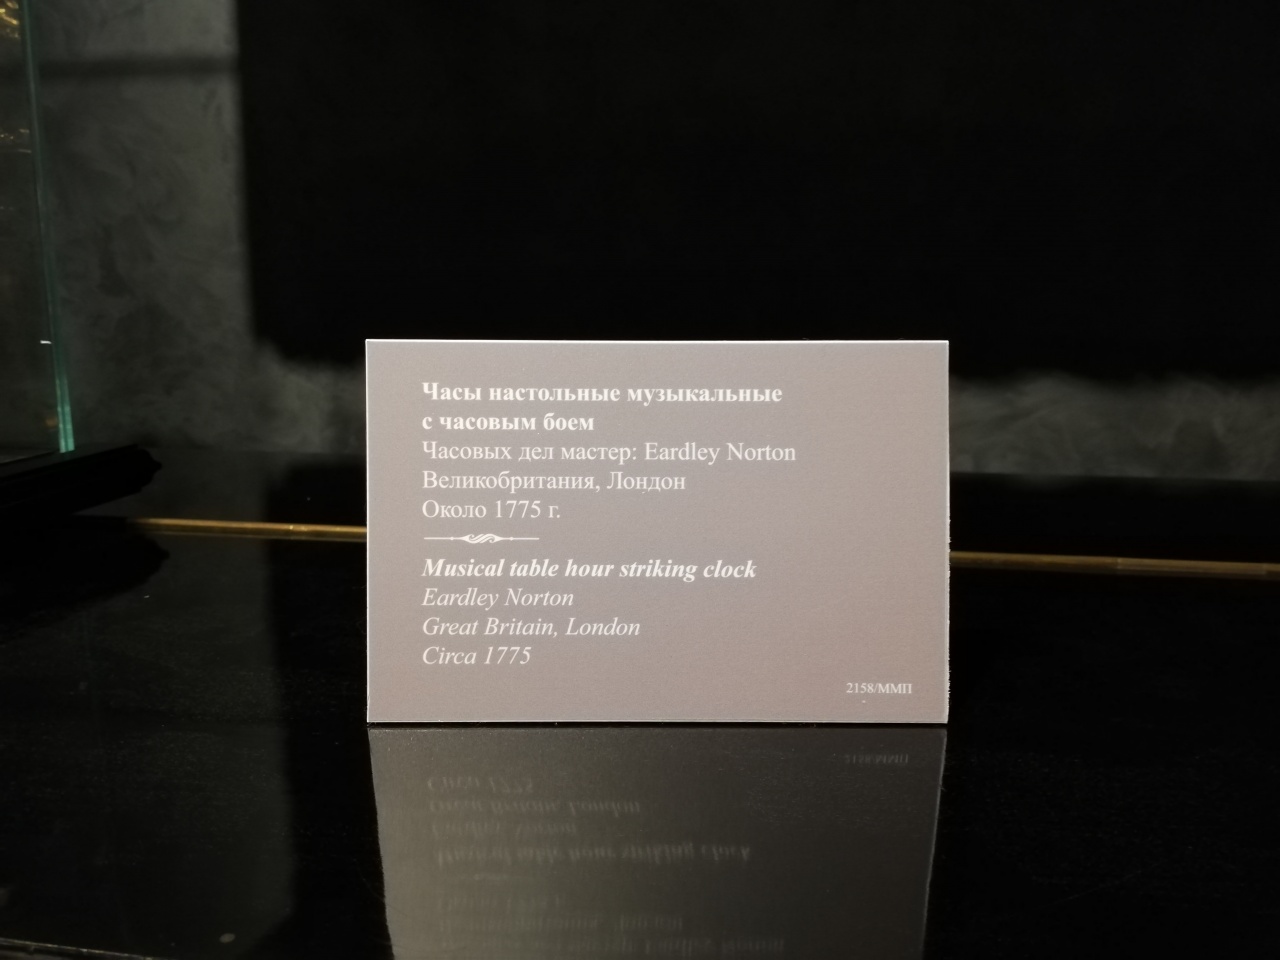 Часы настольные музыкальные
с часовым боем
Часовых дел мастер: Eardley Norton
Великобритания, Лондон
Около 1775 г.
Musical table hour striking clock
Eardley Norton
Great Britain, London
Circa 1775
2158/ММП